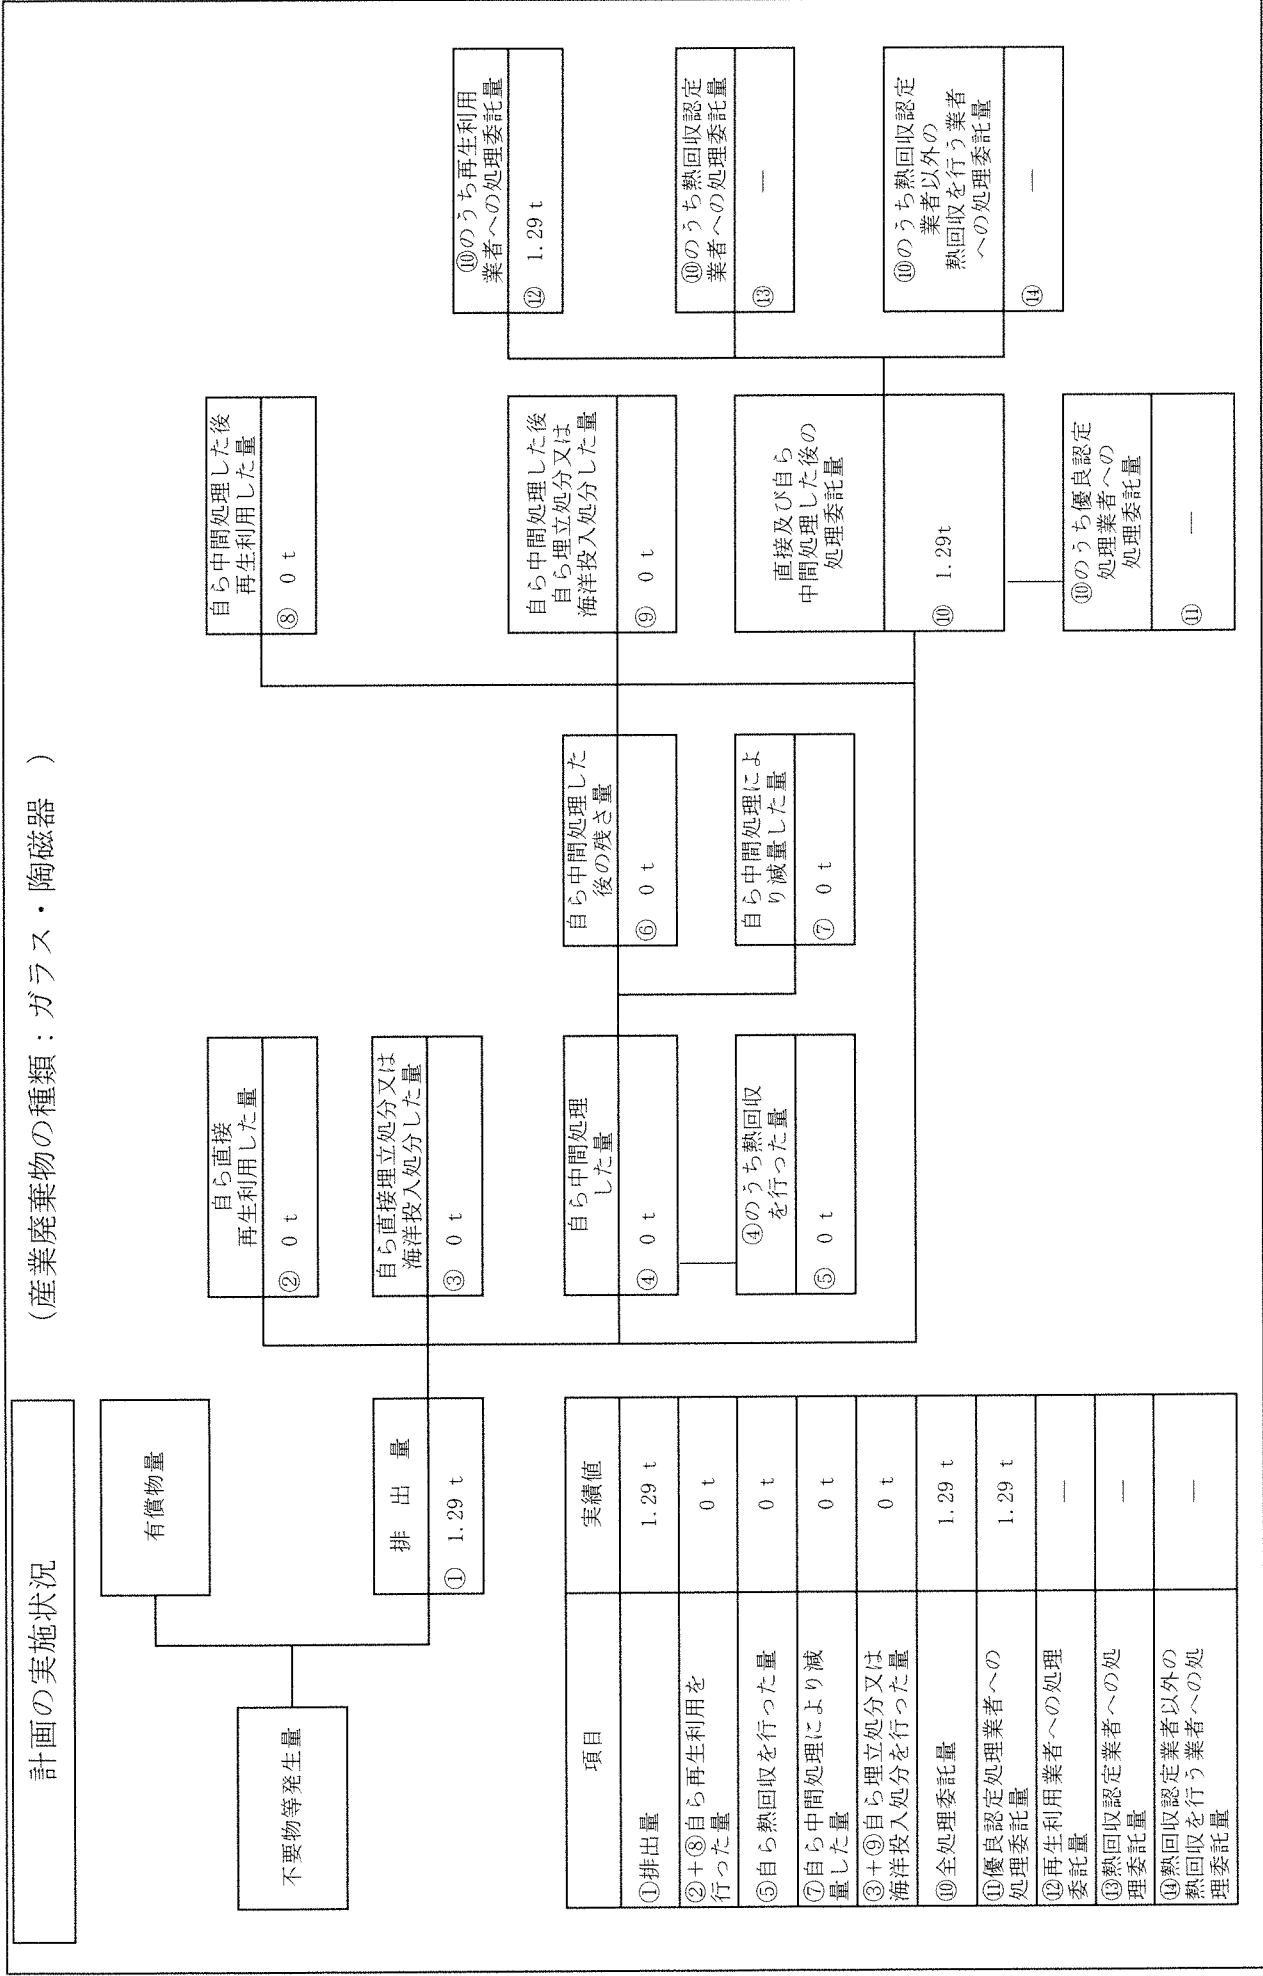 計画の実施状況
（産業廃棄物の種類：ガラス・陶磁器　）
不要物等発生量
有償物量
排　出　量
① 1.29 t
自ら直接
再生利用した量
② 0 t
自ら直接埋立処分又は
海洋投入処分した量
③ 0 t
自ら中間処理
した量
④ 0 t
④のうち熱回収
を行った量
⑤ 0 t
自ら中間処理した
後の残さ量
⑥ 0 t
自ら中間処理によ
り減量した量
⑦ 0 t
自ら中間処理した後
再生利用した量
⑧ 0 t
自ら中間処理した後
自ら埋立処分又は
海洋投入処分した量
⑨ 0 t
直接及び自ら
中間処理した後の
処理委託量
⑩ 1.29t
⑩のうち優良認定
処理業者への
処理委託量
⑪ ―
⑩のうち再生利用
業者への処理委託量
⑫ 1.29 t
⑩のうち熱回収認定
業者への処理委託量
⑬ ―
⑩のうち熱回収認定
業者以外の
熱回収を行う業者
への処理委託量
⑭ ―
項目 実績値
①排出量 1.29 t
②+⑧自ら再生利用を
行った量 0 t
⑤自ら熱回収を行った量 0 t
⑦自ら中間処理により減
量した量 0 t
③+⑨自ら埋立処分又は
海洋投入処分を行った量 0 t
⑩全処理委託量 1.29 t
⑪優良認定処理業者への
処理委託量 1.29 t
⑫再生利用業者への処理
委託量 ―
⑬熱回収認定業者への処
理委託量 ―
⑭熱回収認定業者以外の
熱回収を行う業者への処
理委託量 ―